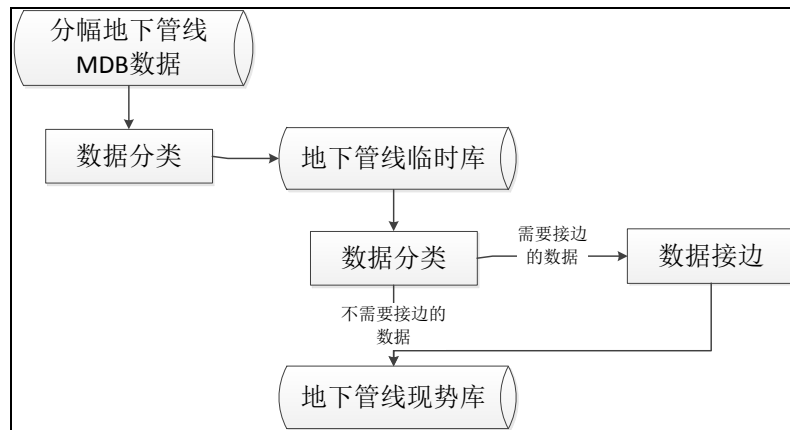 分幅地下管线
MDB数据
数据分类
地下管线临时库
数据分类
需要接边
的数据
数据接边
不需要接边的
数据
地下管线现势库